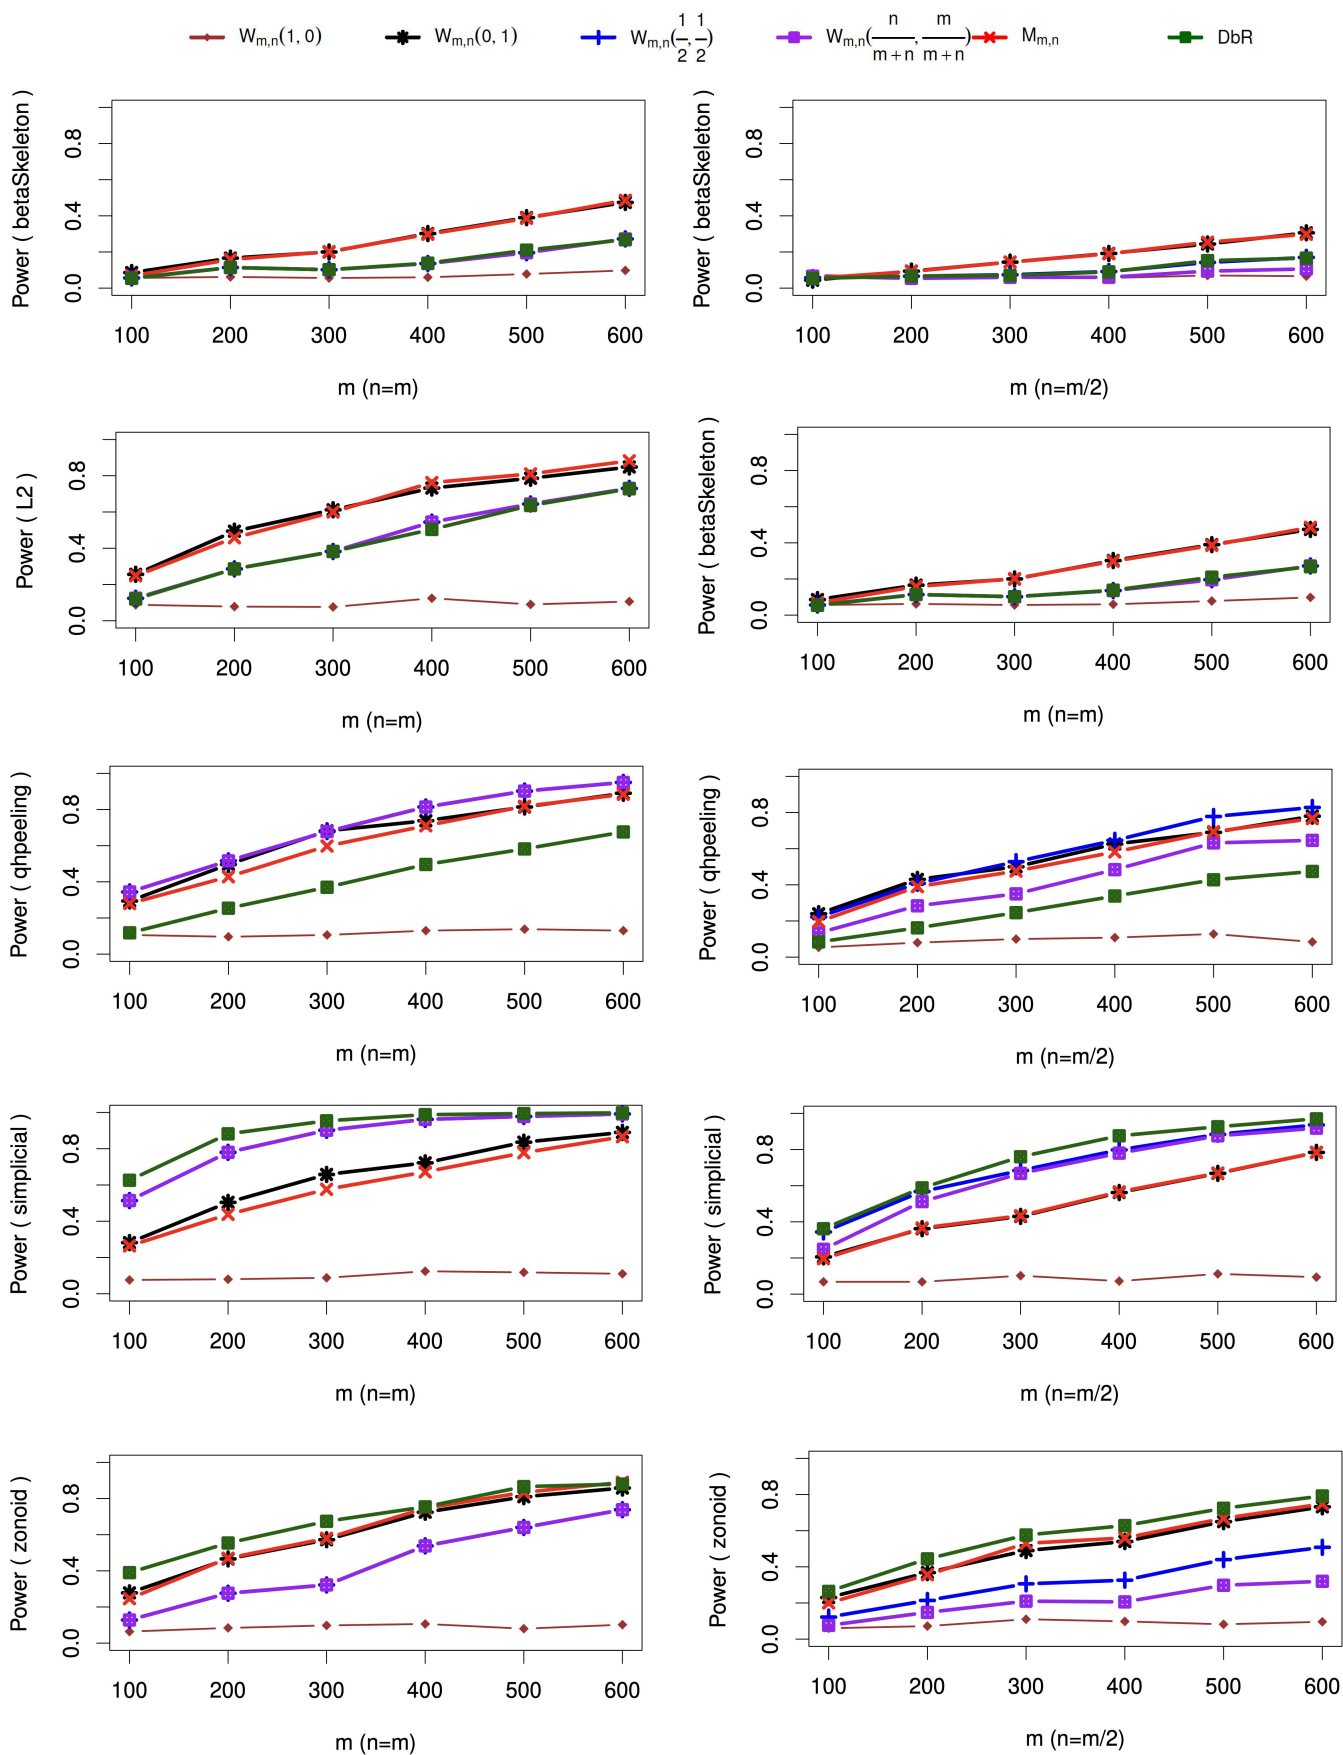 W_{m,n}(1, 0) W_{m,n}(0, 1) W_{m,n}(1/2, 1/2) W_{m,n}(n/(m+n), m/(m+n)) M_{m,n} DbR
Power ( betaSkeleton )
0.0 0.4 0.8
100 200 300 400 500 600
m (n=m)
Power ( betaSkeleton )
0.0 0.4 0.8
100 200 300 400 500 600
m (n=m/2)
Power ( L2 )
0.0 0.4 0.8
100 200 300 400 500 600
m (n=m)
Power ( betaSkeleton )
0.0 0.4 0.8
100 200 300 400 500 600
m (n=m)
Power ( qhpeeling )
0.0 0.4 0.8
100 200 300 400 500 600
m (n=m)
Power ( qhpeeling )
0.0 0.4 0.8
100 200 300 400 500 600
m (n=m/2)
Power ( simplicial )
0.0 0.4 0.8
100 200 300 400 500 600
m (n=m)
Power ( simplicial )
0.0 0.4 0.8
100 200 300 400 500 600
m (n=m/2)
Power ( zonoid )
0.0 0.4 0.8
100 200 300 400 500 600
m (n=m)
Power ( zonoid )
0.0 0.4 0.8
100 200 300 400 500 600
m (n=m/2)